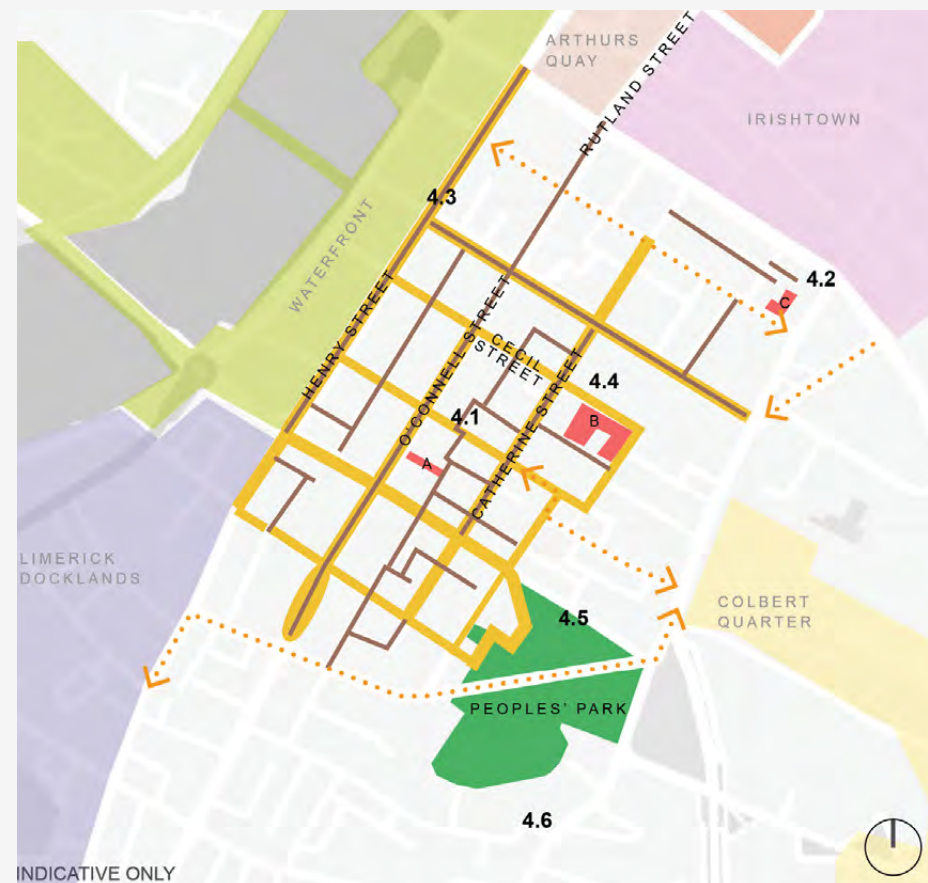 ARTHURS
QUAY
RUTLAND STREET
IRISHTOWN
4.3
WATERFRONT
4.2
C
HENRY STREET
O'CONNELL STREET
CECIL
STREET
4.4
CATHERINE STREET
4.1
B
A
LIMERICK
DOCKLANDS
COLBERT
QUARTER
4.5
PEOPLES' PARK
4.6
INDICATIVE ONLY